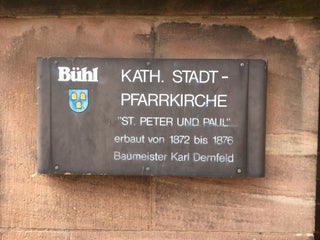 Bühl
KATH. STADT-
PFARRKIRCHE
"ST. PETER UND PAUL"
erbaut von 1872 bis 1876
Baumeister Karl Dernfeld